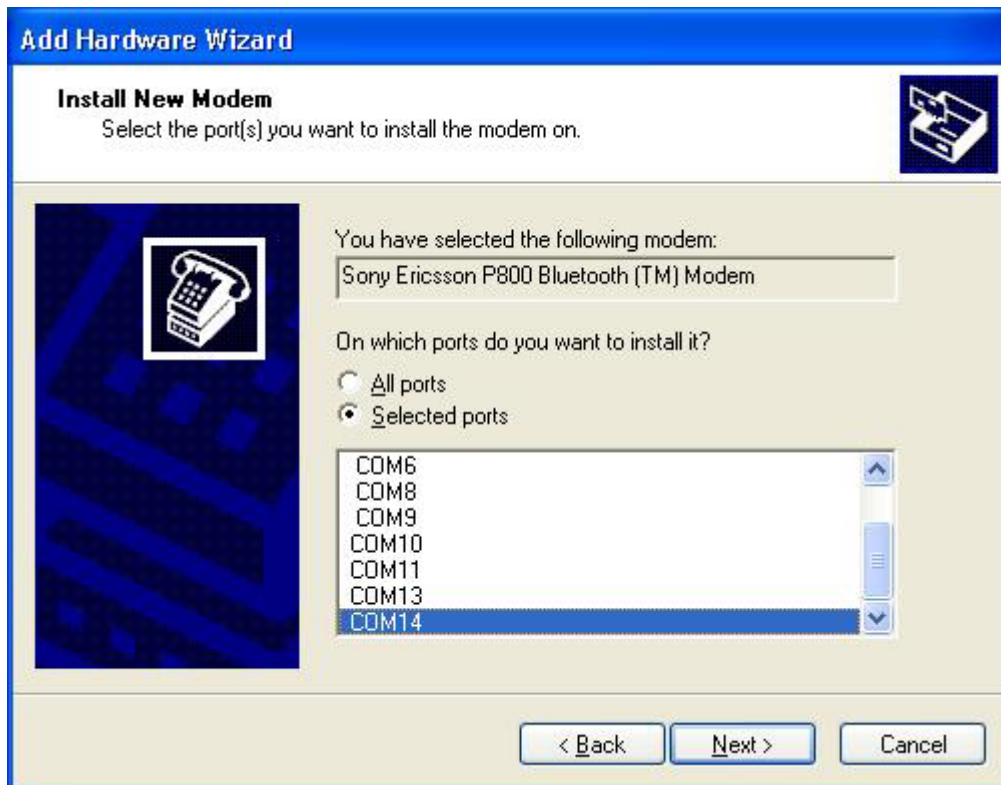 Add Hardware Wizard
Install New Modem
Select the port(s) you want to install the modem on.
You have selected the following modem:
Sony Ericsson P800 Bluetooth (TM) Modem
On which ports do you want to install it?
All ports
Selected ports
COM6
COM8
COM9
COM10
COM11
COM13
COM14
< Back
Next >
Cancel